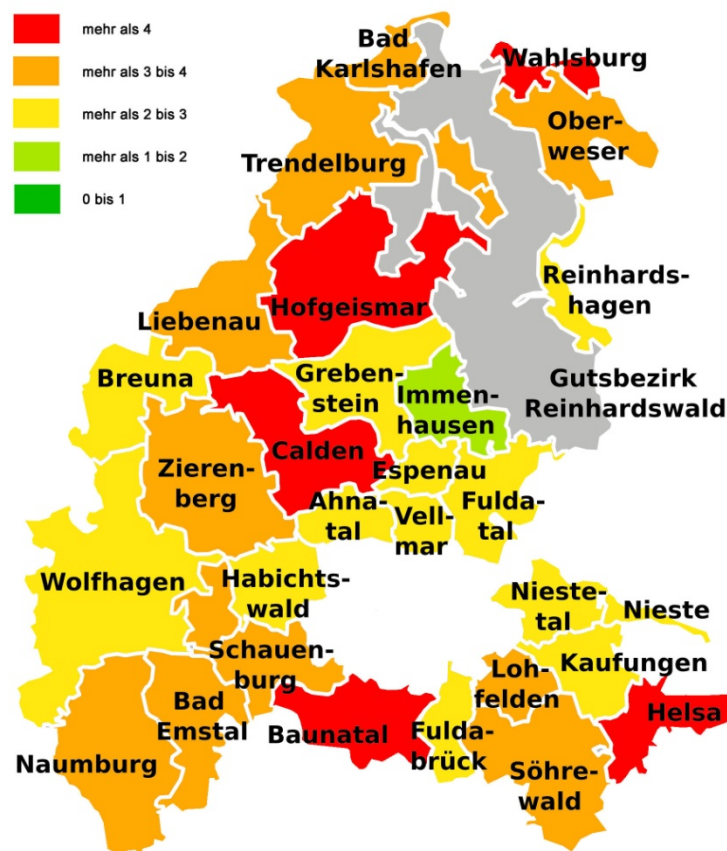 mehr als 4
mehr als 3 bis 4
mehr als 2 bis 3
mehr als 1 bis 2
0 bis 1
Bad
Karlshafen
Wahlsburg
Ober-
weser
Trendelburg
Reinhards-
hagen
Hofgeismar
Liebenau
Breuna
Greben-
stein
Immen-
hausen
Gutsbezirk
Reinhardswald
Calden
Zieren-
berg
Espenau
Ahna-
tal
Vell-
mar
Fulda-
tal
Wolfhagen
Habichts-
wald
Nieste-
tal
Nieste
Schauen-
burg
Loh-
felden
Kaufungen
Bad
Emstal
Baunatal
Fulda-
brück
Helsa
Naumburg
Söhre-
wald